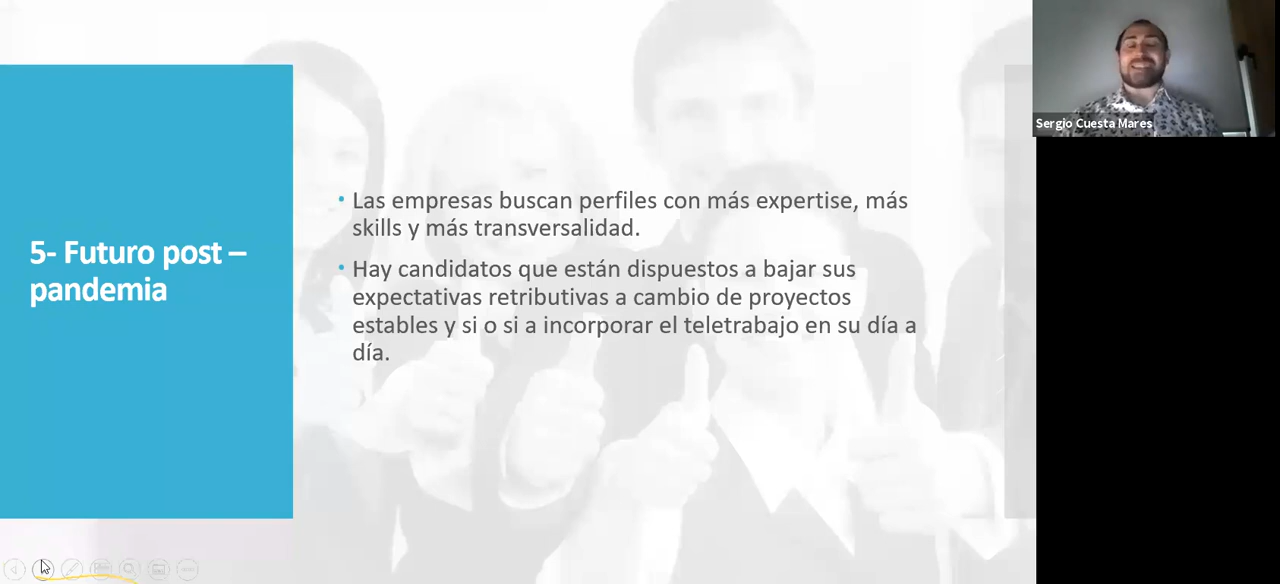 5- Futuro post –
pandemia
• Las empresas buscan perfiles con más expertise, más
skills y más transversalidad.
• Hay candidatos que están dispuestos a bajar sus
expectativas retributivas a cambio de proyectos
estables y si o si a incorporar el teletrabajo en su día a
día.
Sergio Cuesta Mares